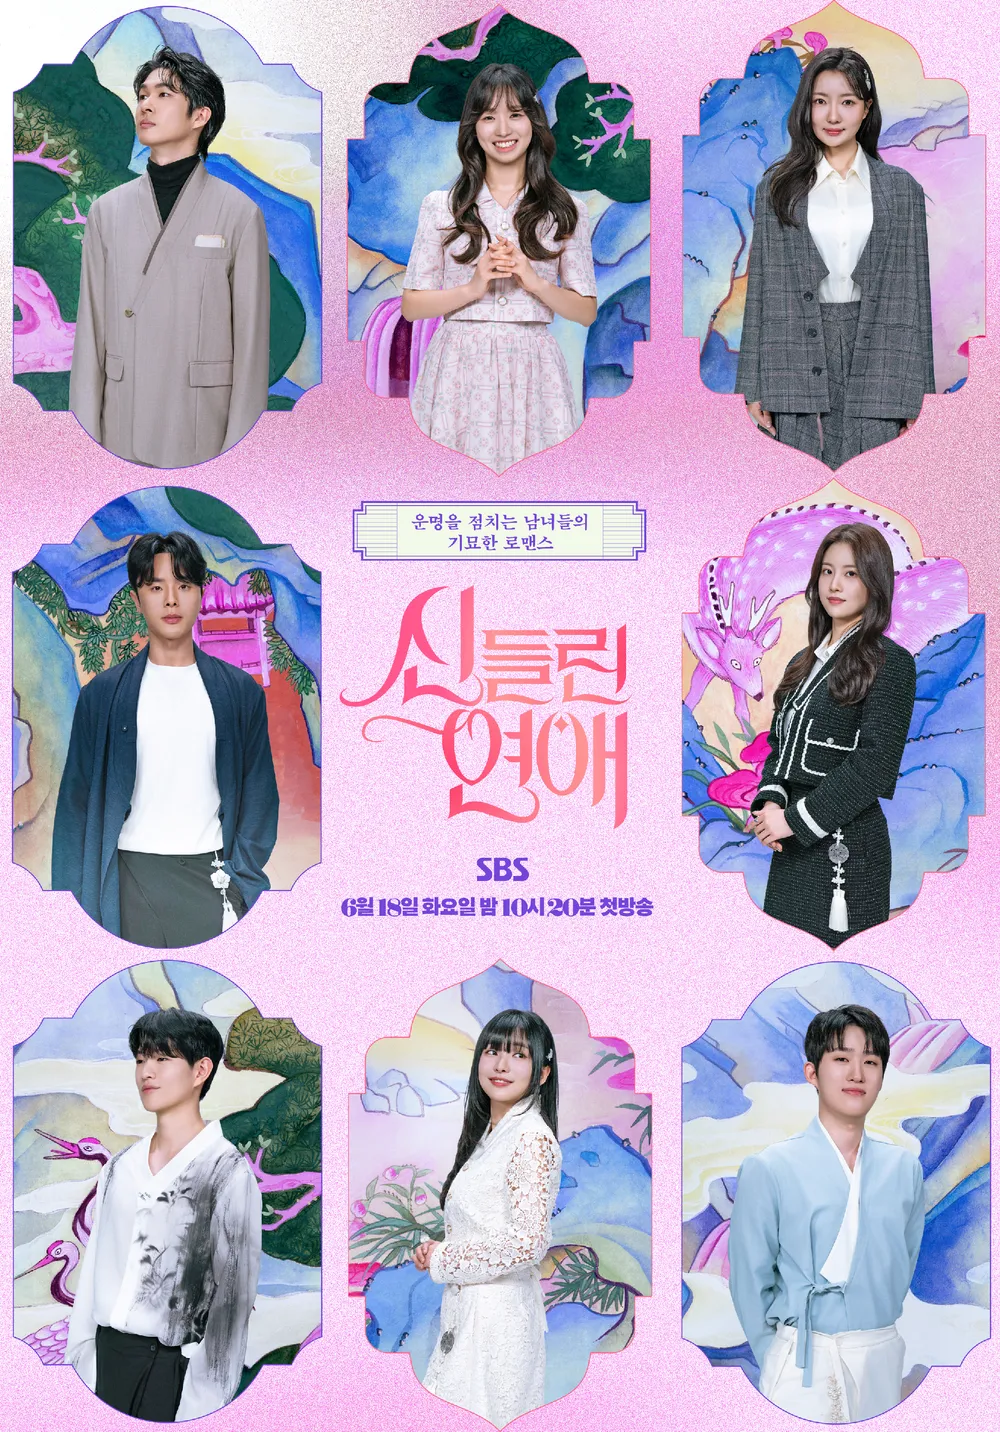 운명을 점치는 남녀들의
기묘한 로맨스
신들린
연애
SBS
6월 18일 화요일 밤 10시 20분 첫방송